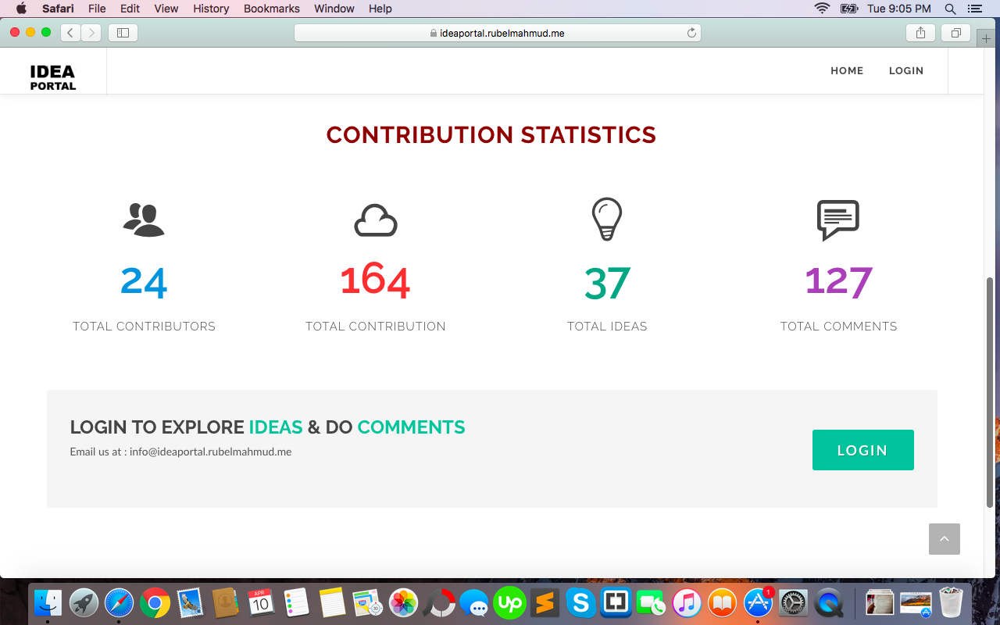 Safari File Edit View History Bookmarks Window Help Tue 9:05 PM
ideaportal.rubelmahmud.me
IDEA
PORTAL
HOME LOGIN
CONTRIBUTION STATISTICS
24 164 37 127
TOTAL CONTRIBUTORS TOTAL CONTRIBUTION TOTAL IDEAS TOTAL COMMENTS
LOGIN TO EXPLORE IDEAS & DO COMMENTS
Email us at : info@ideaportal.rubelmahmud.me
LOGIN
APR
10
30
up
S
S
1